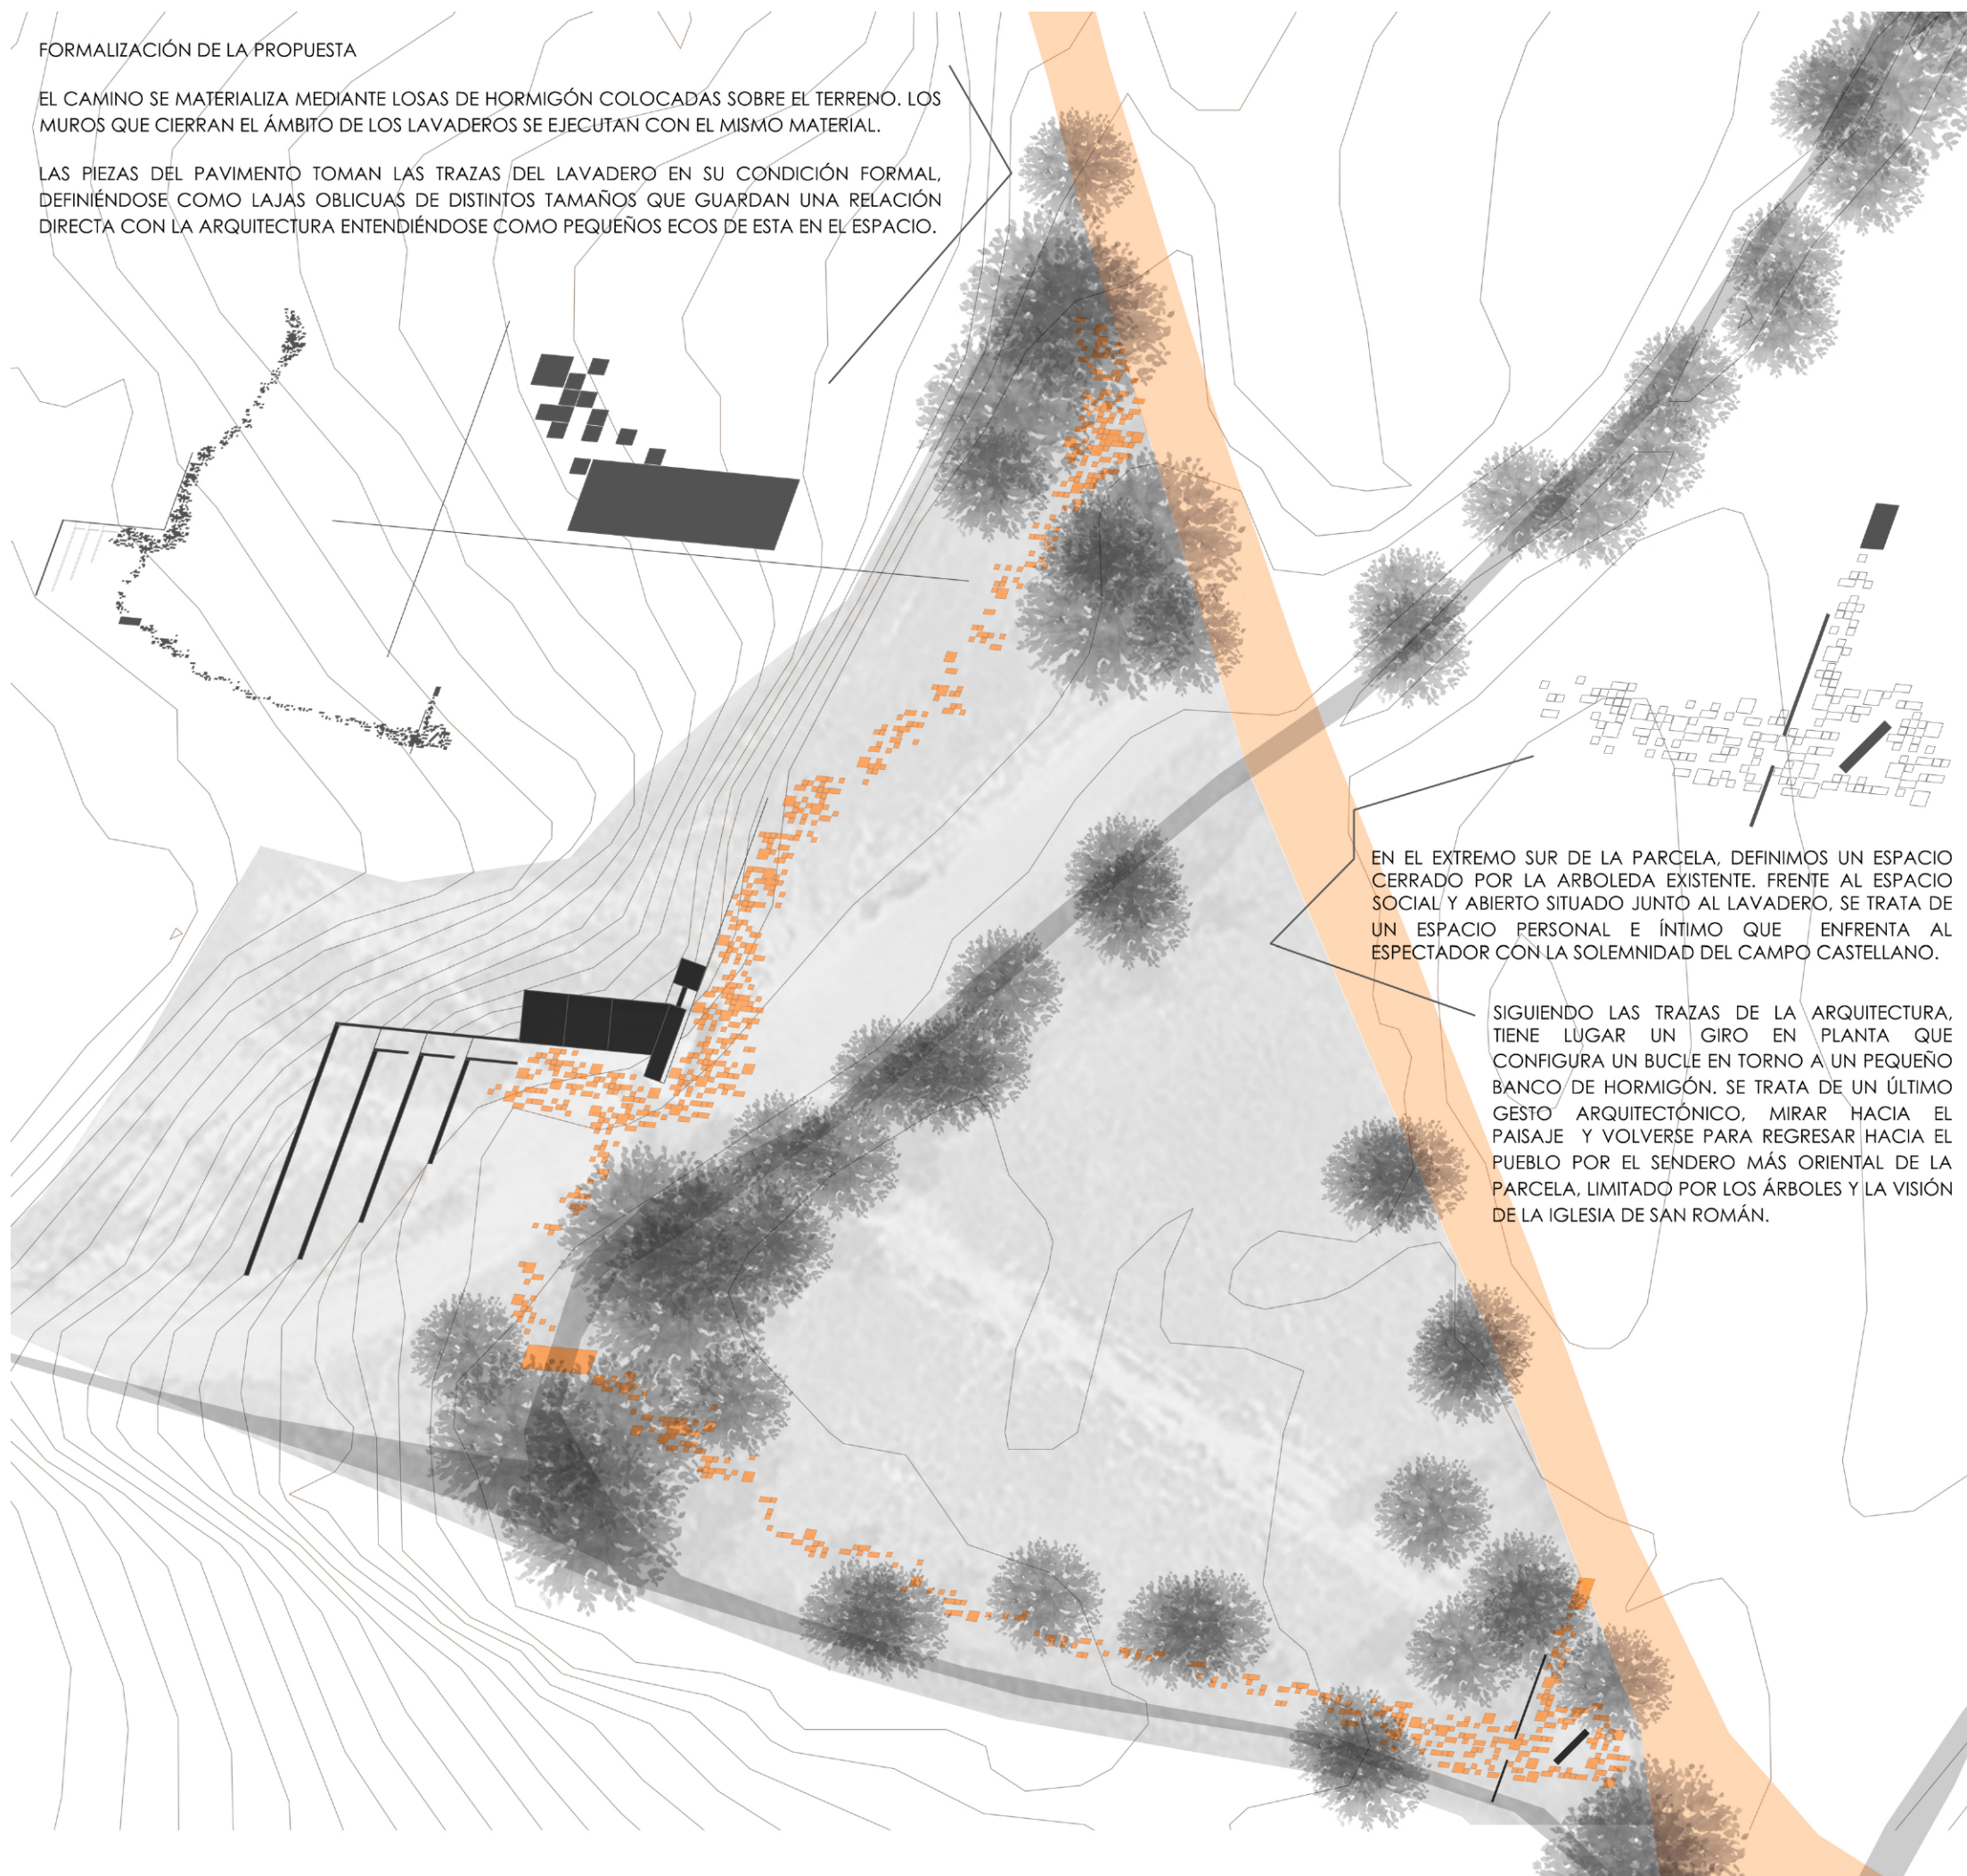 FORMALIZACIÓN DE LA PROPUESTA
EL CAMINO SE MATERIALIZA MEDIANTE LOSAS DE HORMIGÓN COLOCADAS SOBRE EL TERRENO. LOS
MUROS QUE CIERRAN EL ÁMBITO DE LOS LAVADEROS SE EJECUTAN CON EL MISMO MATERIAL.
LAS PIEZAS DEL PAVIMENTO TOMAN LAS TRAZAS DEL LAVADERO EN SU CONDICIÓN FORMAL,
DEFINIÉNDOSE COMO LAJAS OBLICUAS DE DISTINTOS TAMAÑOS QUE GUARDAN UNA RELACIÓN
DIRECTA CON LA ARQUITECTURA ENTENDIÉNDOSE COMO PEQUEÑOS ECOS DE ESTA EN EL ESPACIO.
EN EL EXTREMO SUR DE LA PARCELA, DEFINIMOS UN ESPACIO
CERRADO POR LA ARBOLEDA EXISTENTE. FRENTE AL ESPACIO
SOCIAL Y ABIERTO SITUADO JUNTO AL LAVADERO, SE TRATA DE
UN ESPACIO PERSONAL E ÍNTIMO QUE ENFRENTA AL
ESPECTADOR CON LA SOLEMNIDAD DEL CAMPO CASTELLANO.
SIGUIENDO LAS TRAZAS DE LA ARQUITECTURA,
TIENE LUGAR UN GIRO EN PLANTA QUE
CONFIGURA UN BUCLE EN TORNO A UN PEQUEÑO
BANCO DE HORMIGÓN. SE TRATA DE UN ÚLTIMO
GESTO ARQUITECTÓNICO, MIRAR HACIA EL
PAISAJE Y VOLVERSE PARA REGRESAR HACIA EL
PUEBLO POR EL SENDERO MÁS ORIENTAL DE LA
PARCELA, LIMITADO POR LOS ÁRBOLES Y LA VISIÓN
DE LA IGLESIA DE SAN ROMÁN.